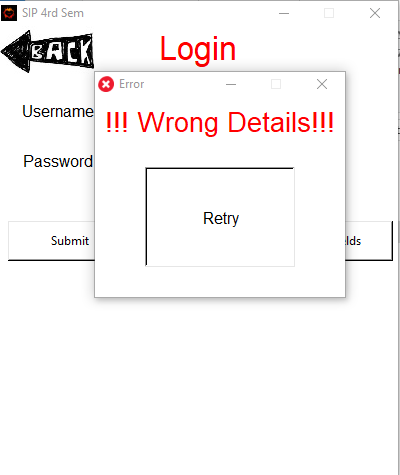 SIP 4rd Sem
BACK
Login
Error
!!! Wrong Details!!!
Username
Password
Retry
Submit
elds